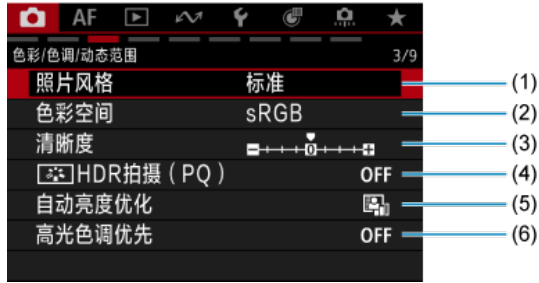 AF
色彩/色调/动态范围 3/9
照片风格 标准 (1)
色彩空间 sRGB (2)
清晰度 0 (3)
HDR拍摄(PQ) OFF (4)
自动亮度优化 (5)
高光色调优先 OFF (6)